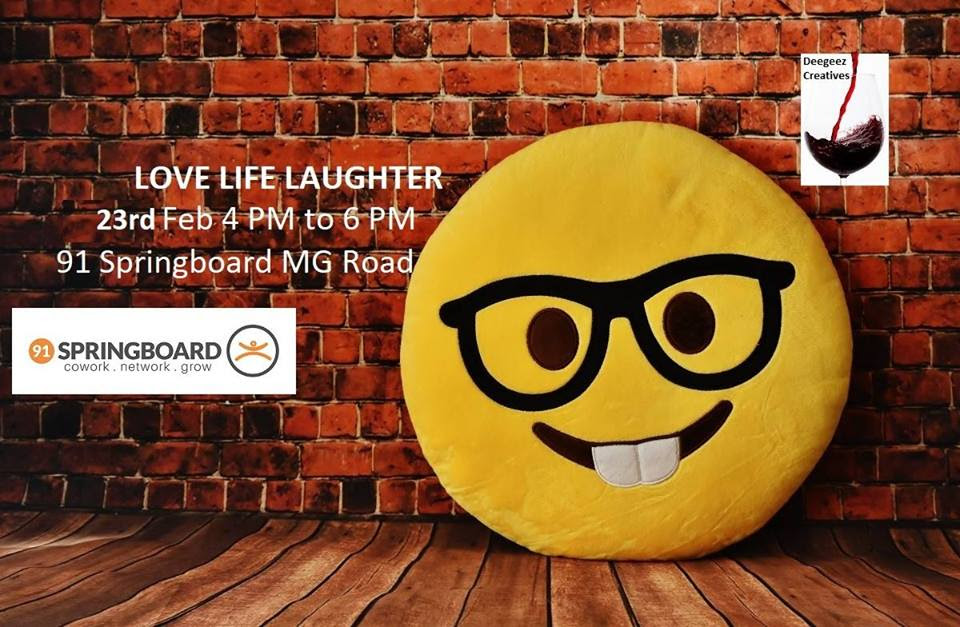 Deegeez
Creatives
LOVE LIFE LAUGHTER
23rd Feb 4 PM to 6 PM
91 Springboard MG Road
91 SPRINGBOARD
cowork . network . grow